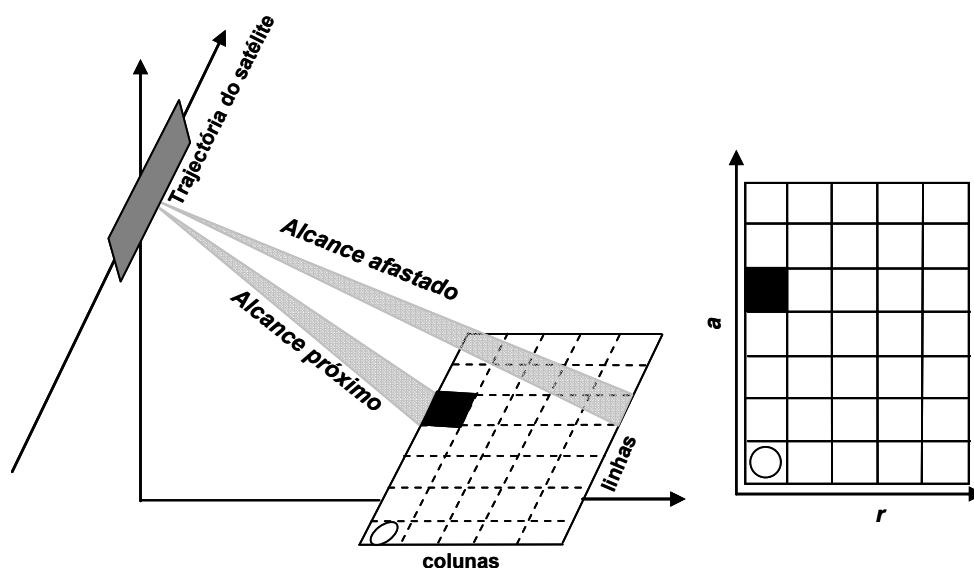 Trajectória do satélite
Alcance afastado
Alcance próximo
linhas
colunas
a
r